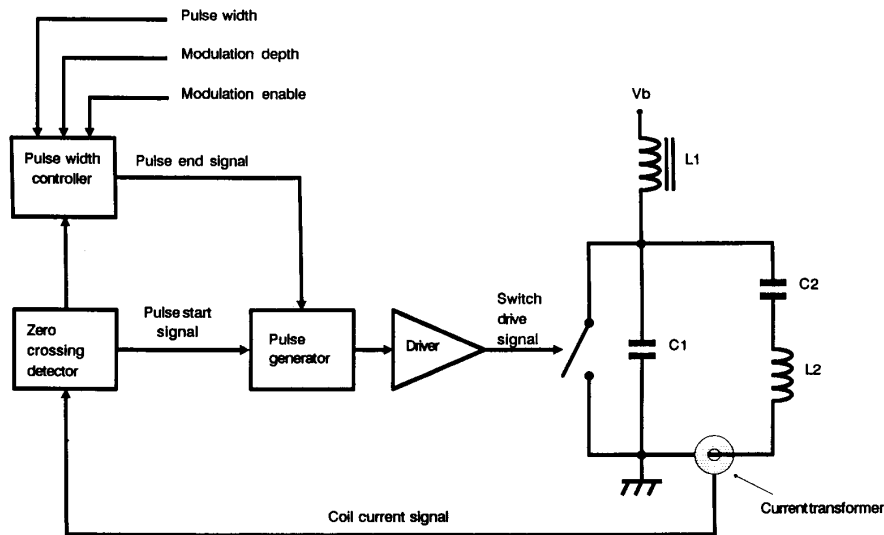 Pulse width
Modulation depth
Modulation enable
Vb
Pulse width
controller
Pulse end signal
L1
C2
Zero
crossing
detector
Pulse start
signal
Pulse
generator
Driver
Switch
drive
signal
C1
L2
Coil current signal
Current transformer